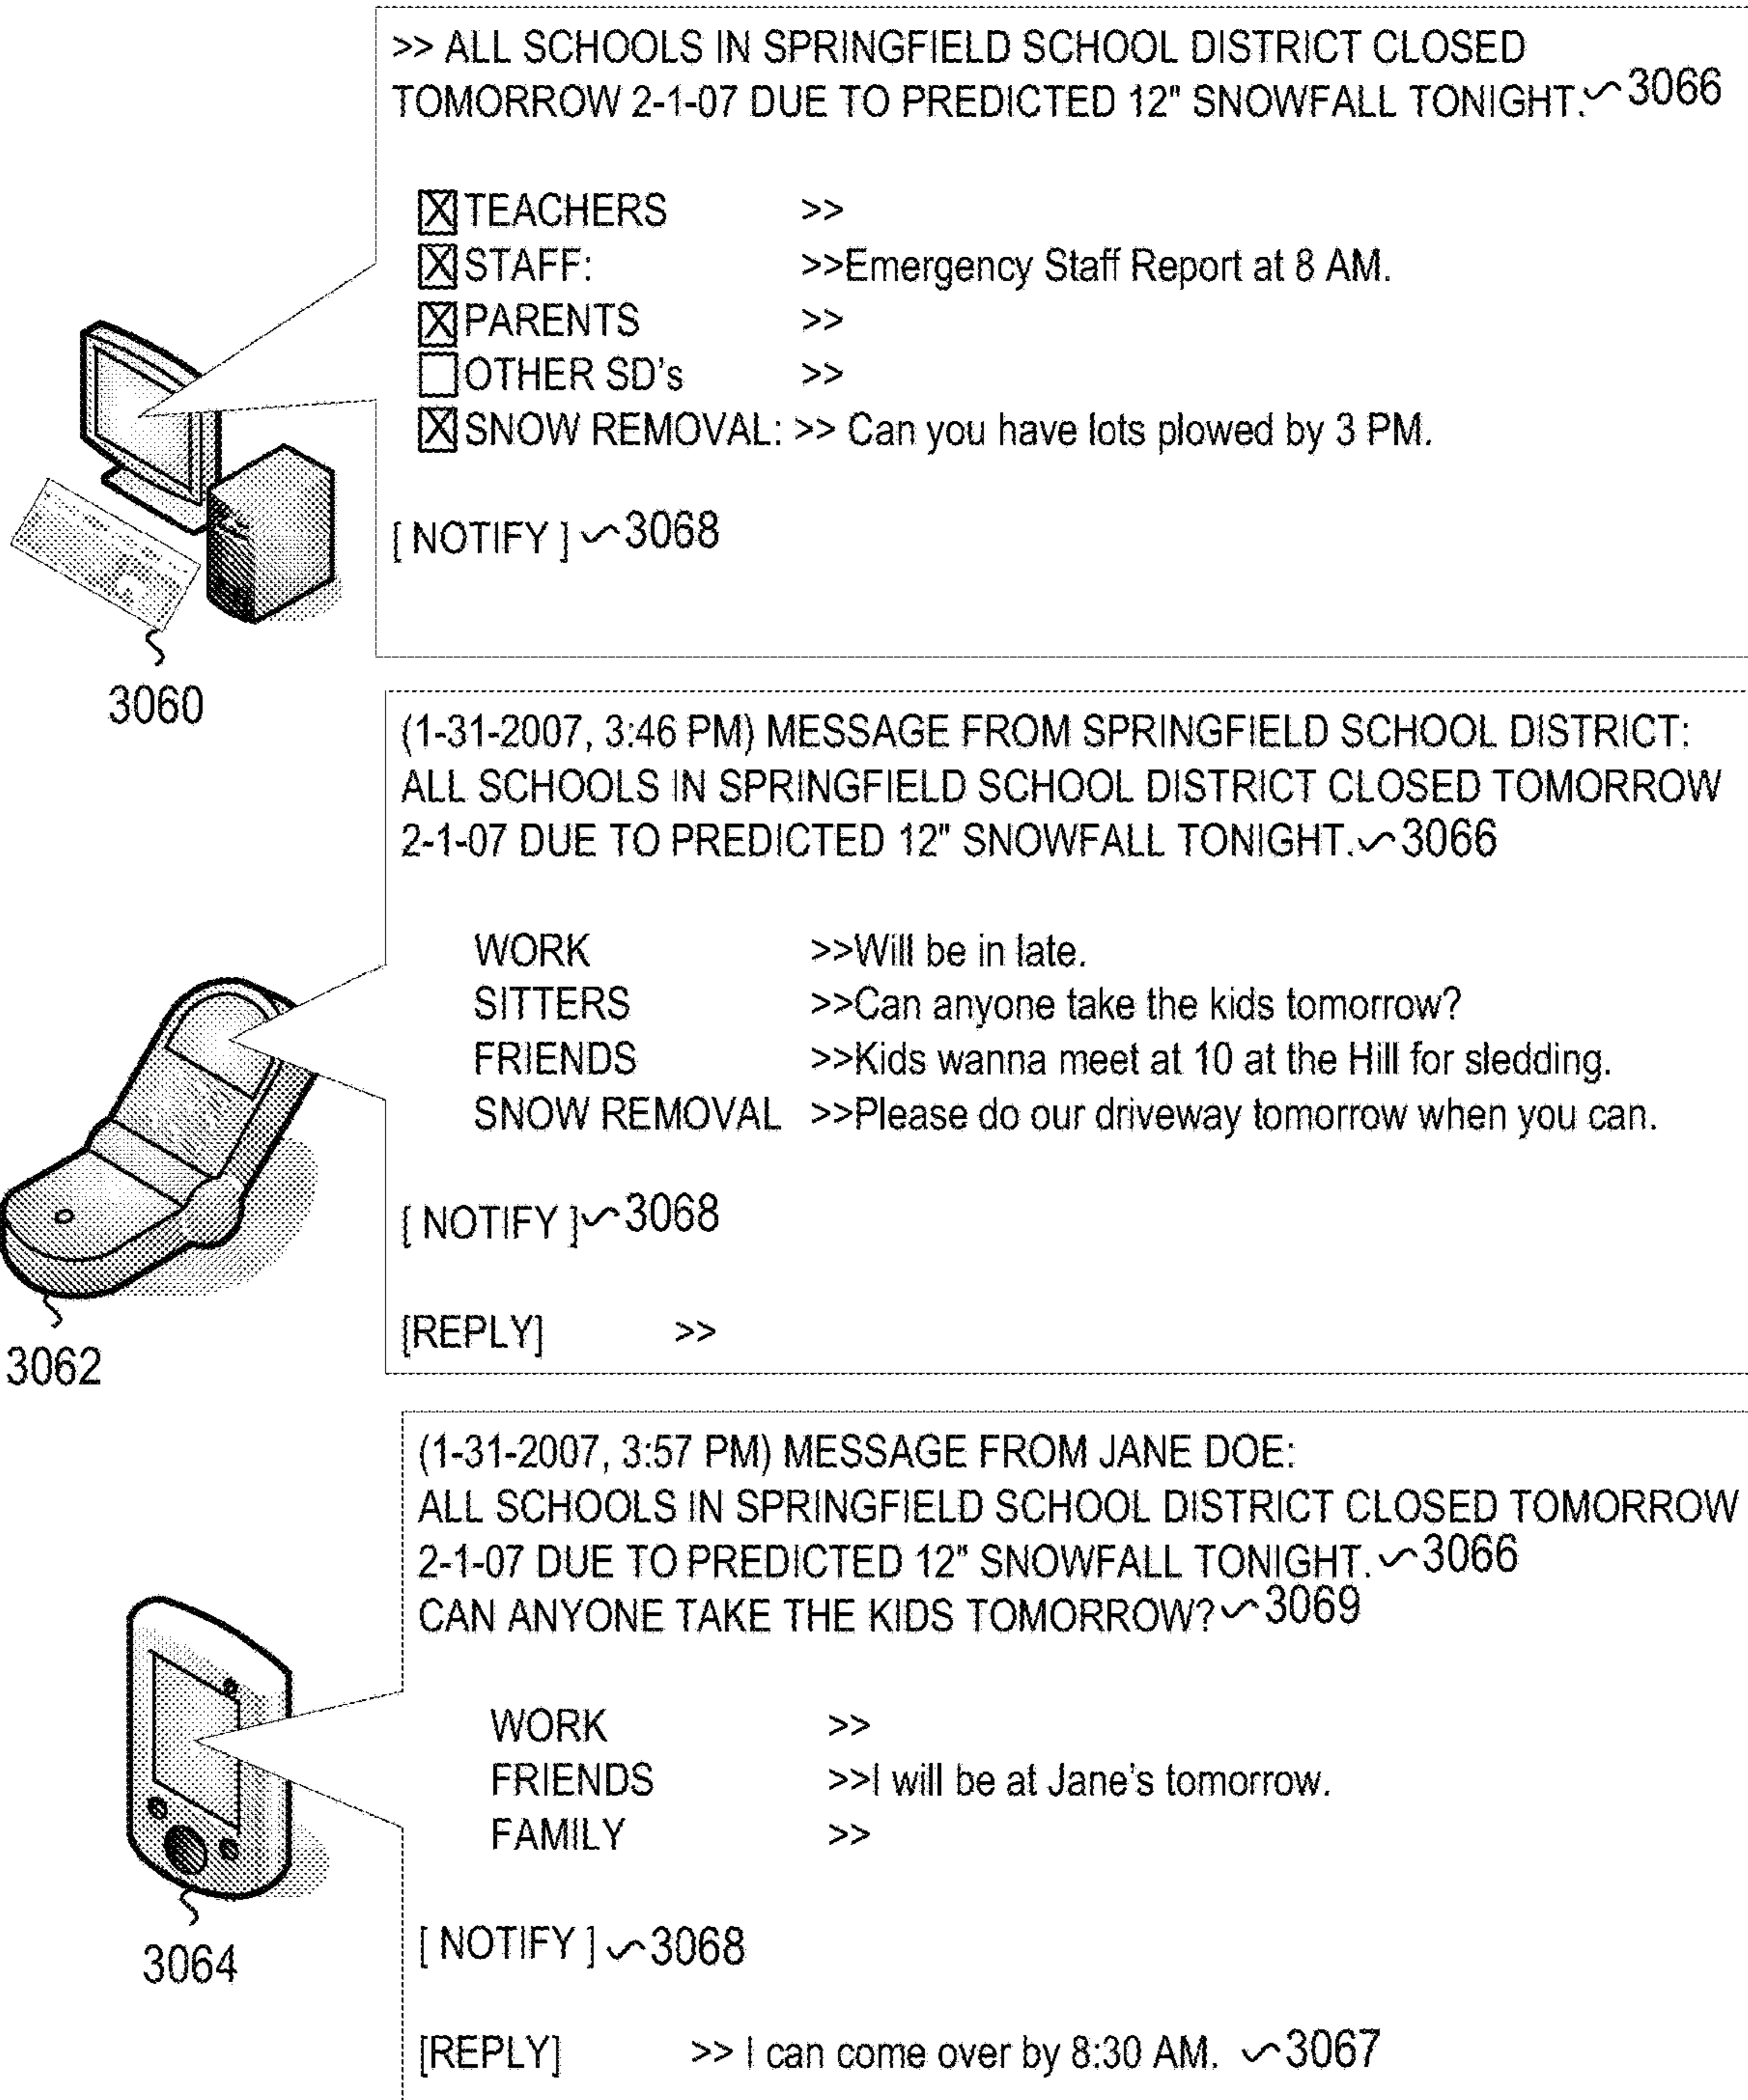 >> ALL SCHOOLS IN SPRINGFIELD SCHOOL DISTRICT CLOSED
TOMORROW 2-1-07 DUE TO PREDICTED 12" SNOWFALL TONIGHT. 3066
TEACHERS >>
STAFF: >>Emergency Staff Report at 8 AM.
PARENTS >>
OTHER SD's >>
SNOW REMOVAL: >> Can you have lots plowed by 3 PM.
[ NOTIFY ] 3068
3060
(1-31-2007, 3:46 PM) MESSAGE FROM SPRINGFIELD SCHOOL DISTRICT:
ALL SCHOOLS IN SPRINGFIELD SCHOOL DISTRICT CLOSED TOMORROW
2-1-07 DUE TO PREDICTED 12" SNOWFALL TONIGHT. 3066
WORK >>Will be in late.
SITTERS >>Can anyone take the kids tomorrow?
FRIENDS >>Kids wanna meet at 10 at the Hill for sledding.
SNOW REMOVAL >>Please do our driveway tomorrow when you can.
[ NOTIFY ] 3068
[REPLY] >>
3062
(1-31-2007, 3:57 PM) MESSAGE FROM JANE DOE:
ALL SCHOOLS IN SPRINGFIELD SCHOOL DISTRICT CLOSED TOMORROW
2-1-07 DUE TO PREDICTED 12" SNOWFALL TONIGHT. 3066
CAN ANYONE TAKE THE KIDS TOMORROW? 3069
WORK >>
FRIENDS >>I will be at Jane's tomorrow.
FAMILY >>
[ NOTIFY ] 3068
3064
[REPLY] >> I can come over by 8:30 AM. 3067